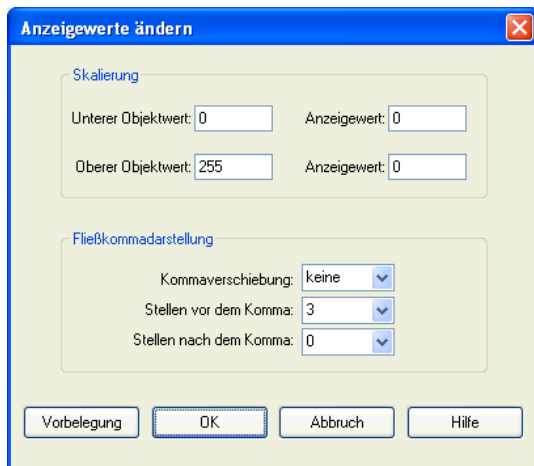 Anzeigewerte ändern
Skalierung
Unterer Objektwert: 0 Anzeigewert: 0
Oberer Objektwert: 255 Anzeigewert: 0
Fließkommadarstellung
Kommaverschiebung: keine
Stellen vor dem Komma: 3
Stellen nach dem Komma: 0
Vorbelegung OK Abbruch Hilfe